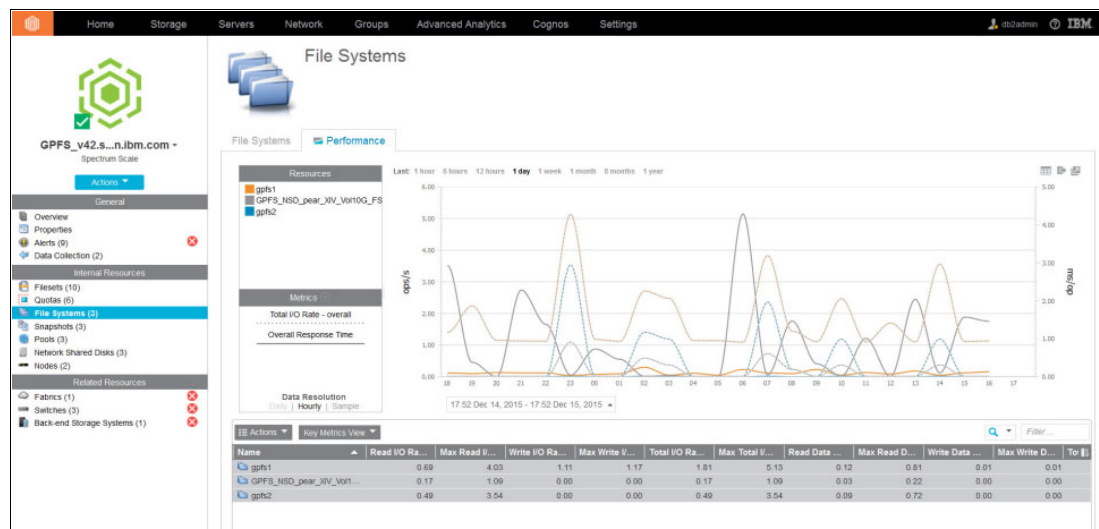 Home Storage Servers Network Groups Advanced Analytics Cognos Settings db2admin IBM
File Systems
GPFS_v42.s...n.ibm.com
Spectrum Scale
Actions
General
Overview
Properties
Alerts (9)
Data Collection (2)
Internal Resources
Filesets (10)
Quotas (6)
File Systems (3)
Snapshots (3)
Pools (3)
Network Shared Disks (3)
Nodes (2)
Related Resources
Fabrics (1)
Switches (3)
Back-end Storage Systems (1)
File Systems Performance
Resources
gpfs1
GPFS_NSD_pear_XIV_Vol10G_FS
gpfs2
Metrics
Total I/O Rate - overall
Overall Response Time
Data Resolution
Daily | Hourly | Sample
Last: 1 hour 6 hours 12 hours 1 day 1 week 1 month 6 months 1 year
6.00
5.00
4.00
3.00
2.00
1.00
0.00
ops/s
5.00
4.00
3.00
2.00
1.00
0.00
ms/op
18 19 20 21 22 23 00 01 02 03 04 05 06 07 08 09 10 11 12 13 14 15 16 17
17:52 Dec 14, 2015 - 17:52 Dec 15, 2015
Actions Key Metrics View Filter...
Name Read I/O Ra... Max Read I/... Write I/O Ra... Max Write I/... Total I/O Ra... Max Total I/... Read Data ... Max Read D... Write Data ... Max Write D... Tot
gpfs1 0.69 4.03 1.11 1.17 1.81 5.13 0.12 0.81 0.01 0.01
GPFS_NSD_pear_XIV_Vol1... 0.17 1.09 0.00 0.00 0.17 1.09 0.03 0.22 0.00 0.00
gpfs2 0.49 3.54 0.00 0.00 0.49 3.54 0.09 0.72 0.00 0.00